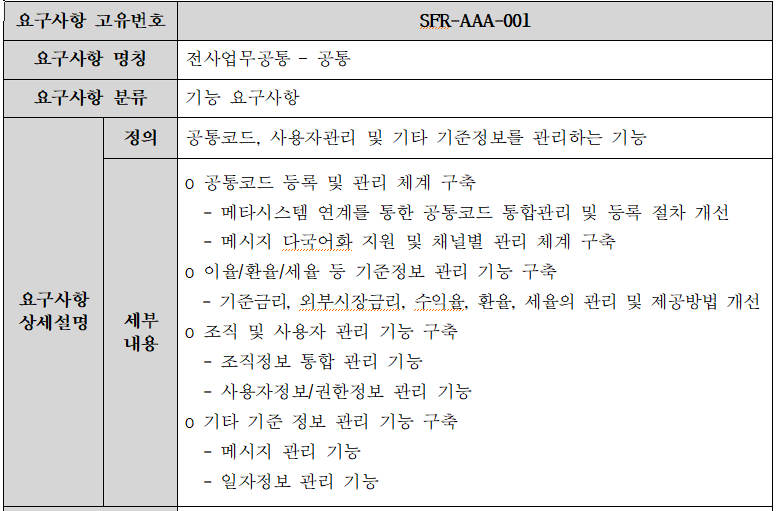 요구사항 고유번호 SFR-AAA-001
요구사항 명칭 전사업무공통 - 공통
요구사항 분류 기능 요구사항
정의 공통코드, 사용자관리 및 기타 기준정보를 관리하는 기능
요구사항
상세설명
세부
내용
o 공통코드 등록 및 관리 체계 구축
- 메타시스템 연계를 통한 공통코드 통합관리 및 등록 절차 개선
- 메시지 다국어화 지원 및 채널별 관리 체계 구축
o 이율/환율/세율 등 기준정보 관리 기능 구축
- 기준금리, 외부시장금리, 수익율, 환율, 세율의 관리 및 제공방법 개선
o 조직 및 사용자 관리 기능 구축
- 조직정보 통합 관리 기능
- 사용자정보/권한정보 관리 기능
o 기타 기준 정보 관리 기능 구축
- 메시지 관리 기능
- 일자정보 관리 기능